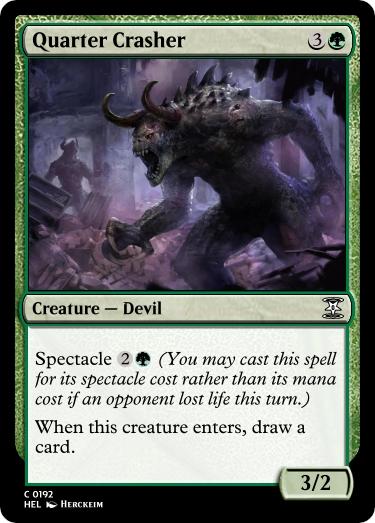 Quarter Crasher 3
Creature — Devil
Spectacle 2 (You may cast this spell
for its spectacle cost rather than its mana
cost if an opponent lost life this turn.)
When this creature enters, draw a
card.
3/2
C 0192
HEL Herckeim